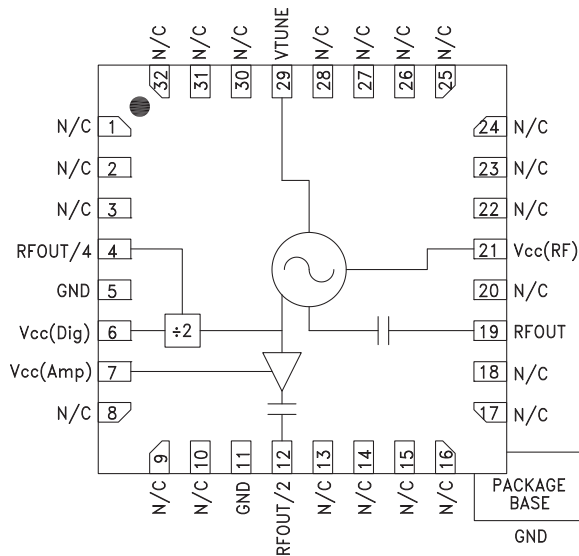 N/C
N/C
N/C
VTUNE
N/C
N/C
N/C
N/C
32
31
30
29
28
27
26
25
N/C 1
N/C 2
N/C 3
RFOUT/4 4
GND 5
Vcc(Dig) 6
Vcc(Amp) 7
N/C 8
÷2
24 N/C
23 N/C
22 N/C
21 Vcc(RF)
20 N/C
19 RFOUT
18 N/C
17 N/C
9
10
11
12
13
14
15
16
N/C
N/C
GND
RFOUT/2
N/C
N/C
N/C
N/C
PACKAGE
BASE
GND